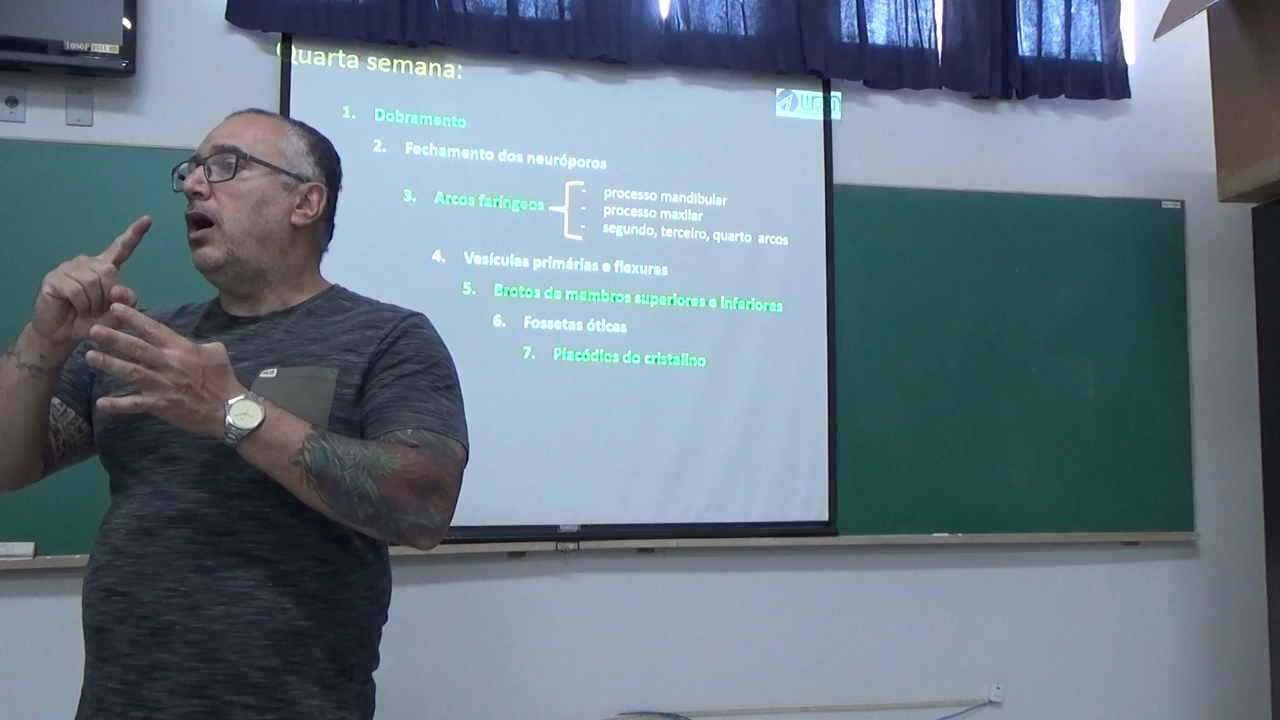 Quarta semana:
1. Dobramento
2. Fechamento dos neuróporos
3. Arcos faríngeos
- processo mandibular
- processo maxilar
- segundo, terceiro, quarto arcos
4. Vesículas primárias e flexuras
5. Brotos de membros superiores e inferiores
6. Fossetas óticas
7. Placódios do cristalino